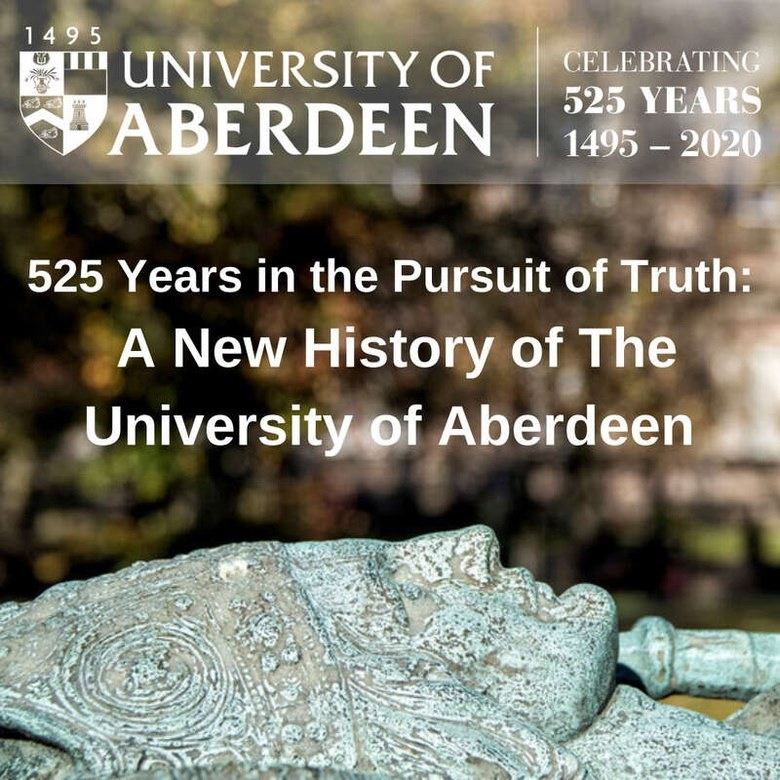 1495
UNIVERSITY OF
ABERDEEN
CELEBRATING
525 YEARS
1495 – 2020
525 Years in the Pursuit of Truth:
A New History of The
University of Aberdeen